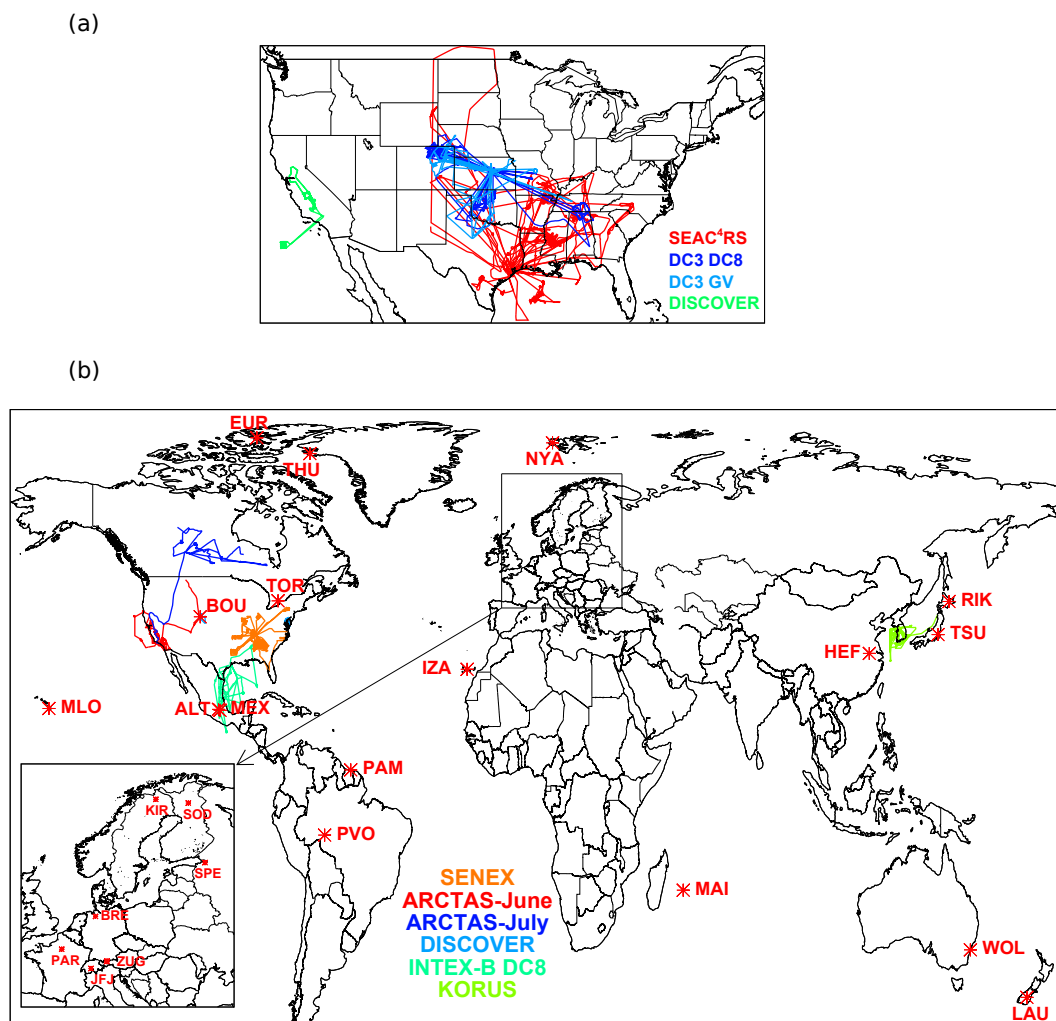 (a)
SEAC⁴RS
DC3 DC8
DC3 GV
DISCOVER
(b)
EUR
THU
NYA
TOR
BOU
RIK
TSU
HEF
IZA
MLO
ALT
MEX
PAM
PVO
MAI
WOL
LAU
KIR
SOD
SPE
BRE
PAR
ZUG
JFJ
SENEX
ARCTAS-June
ARCTAS-July
DISCOVER
INTEX-B DC8
KORUS